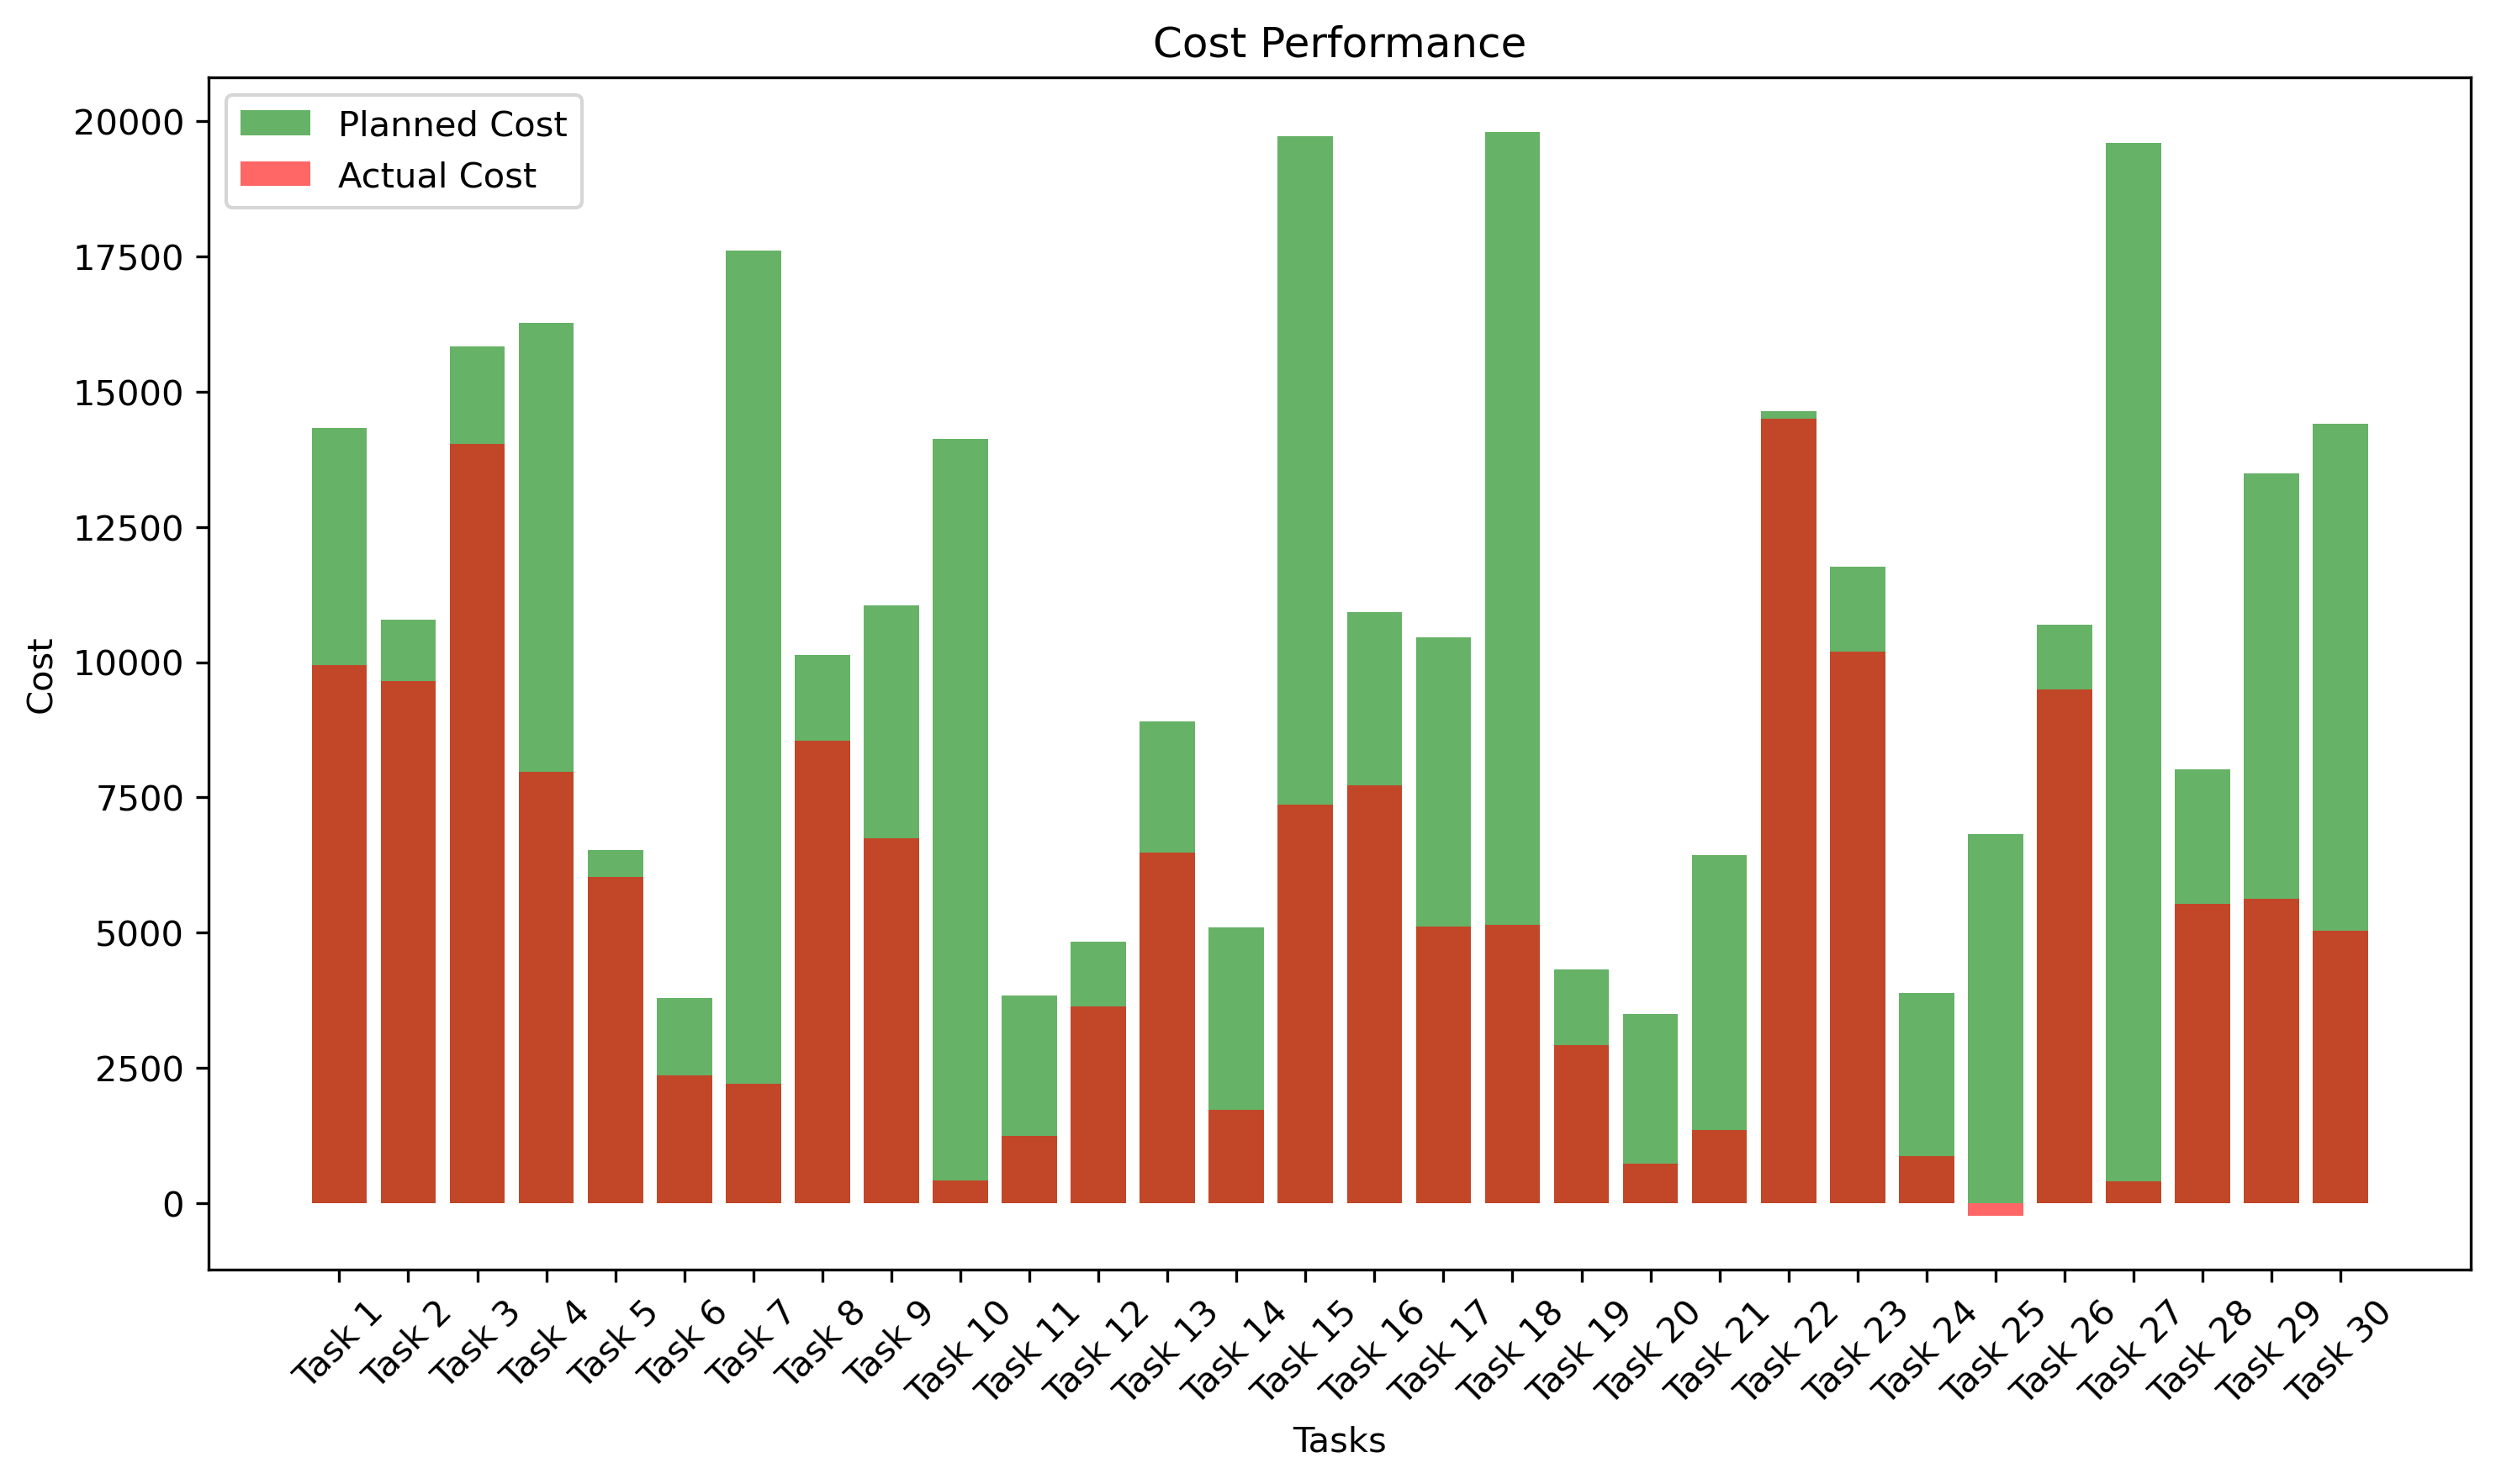 Cost Performance
Planned Cost
Actual Cost
20000
17500
15000
12500
10000
7500
5000
2500
0
Cost
Task 1
Task 2
Task 3
Task 4
Task 5
Task 6
Task 7
Task 8
Task 9
Task 10
Task 11
Task 12
Task 13
Task 14
Task 15
Task 16
Task 17
Task 18
Task 19
Task 20
Task 21
Task 22
Task 23
Task 24
Task 25
Task 26
Task 27
Task 28
Task 29
Task 30
Tasks